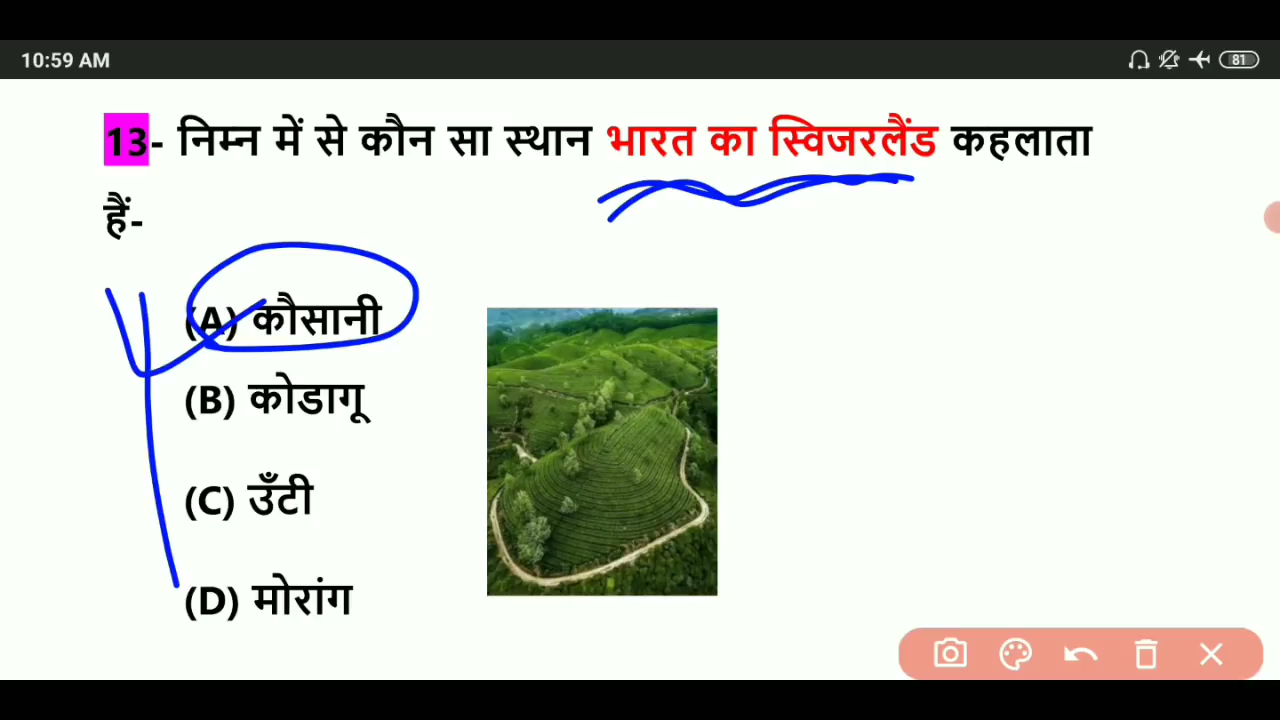 10:59 AM
81
13- निम्न में से कौन सा स्थान भारत का स्विजरलैंड कहलाता
हैं-
(A) कौसानी
(B) कोडागू
(C) उँटी
(D) मोरांग